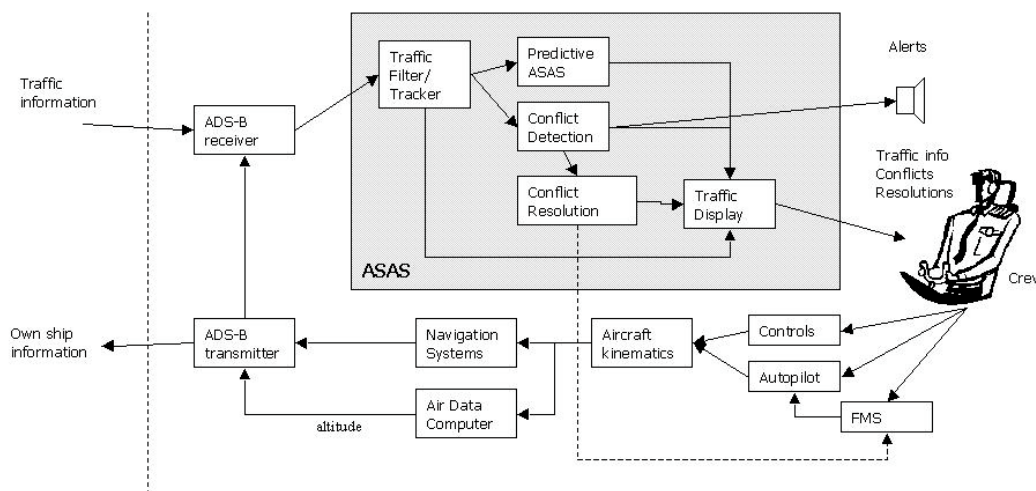 Traffic
information
ADS-B
receiver
Traffic
Filter/
Tracker
Predictive
ASAS
Conflict
Detection
Conflict
Resolution
Traffic
Display
ASAS
Alerts
Traffic info
Conflicts
Resolutions
Crew
Own ship
information
ADS-B
transmitter
Navigation
Systems
Air Data
Computer
altitude
Aircraft
kinematics
Controls
Autopilot
FMS